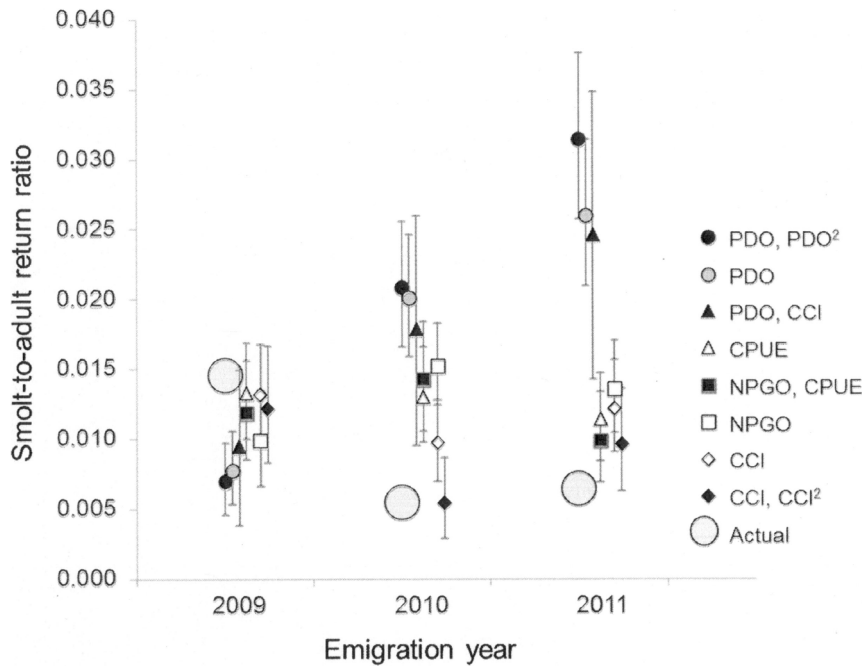 0.040
0.035
0.030
0.025
0.020
0.015
0.010
0.005
0.000
Smolt-to-adult return ratio
2009 2010 2011
Emigration year
PDO, PDO²
PDO
PDO, CCI
CPUE
NPGO, CPUE
NPGO
CCI
CCI, CCI²
Actual